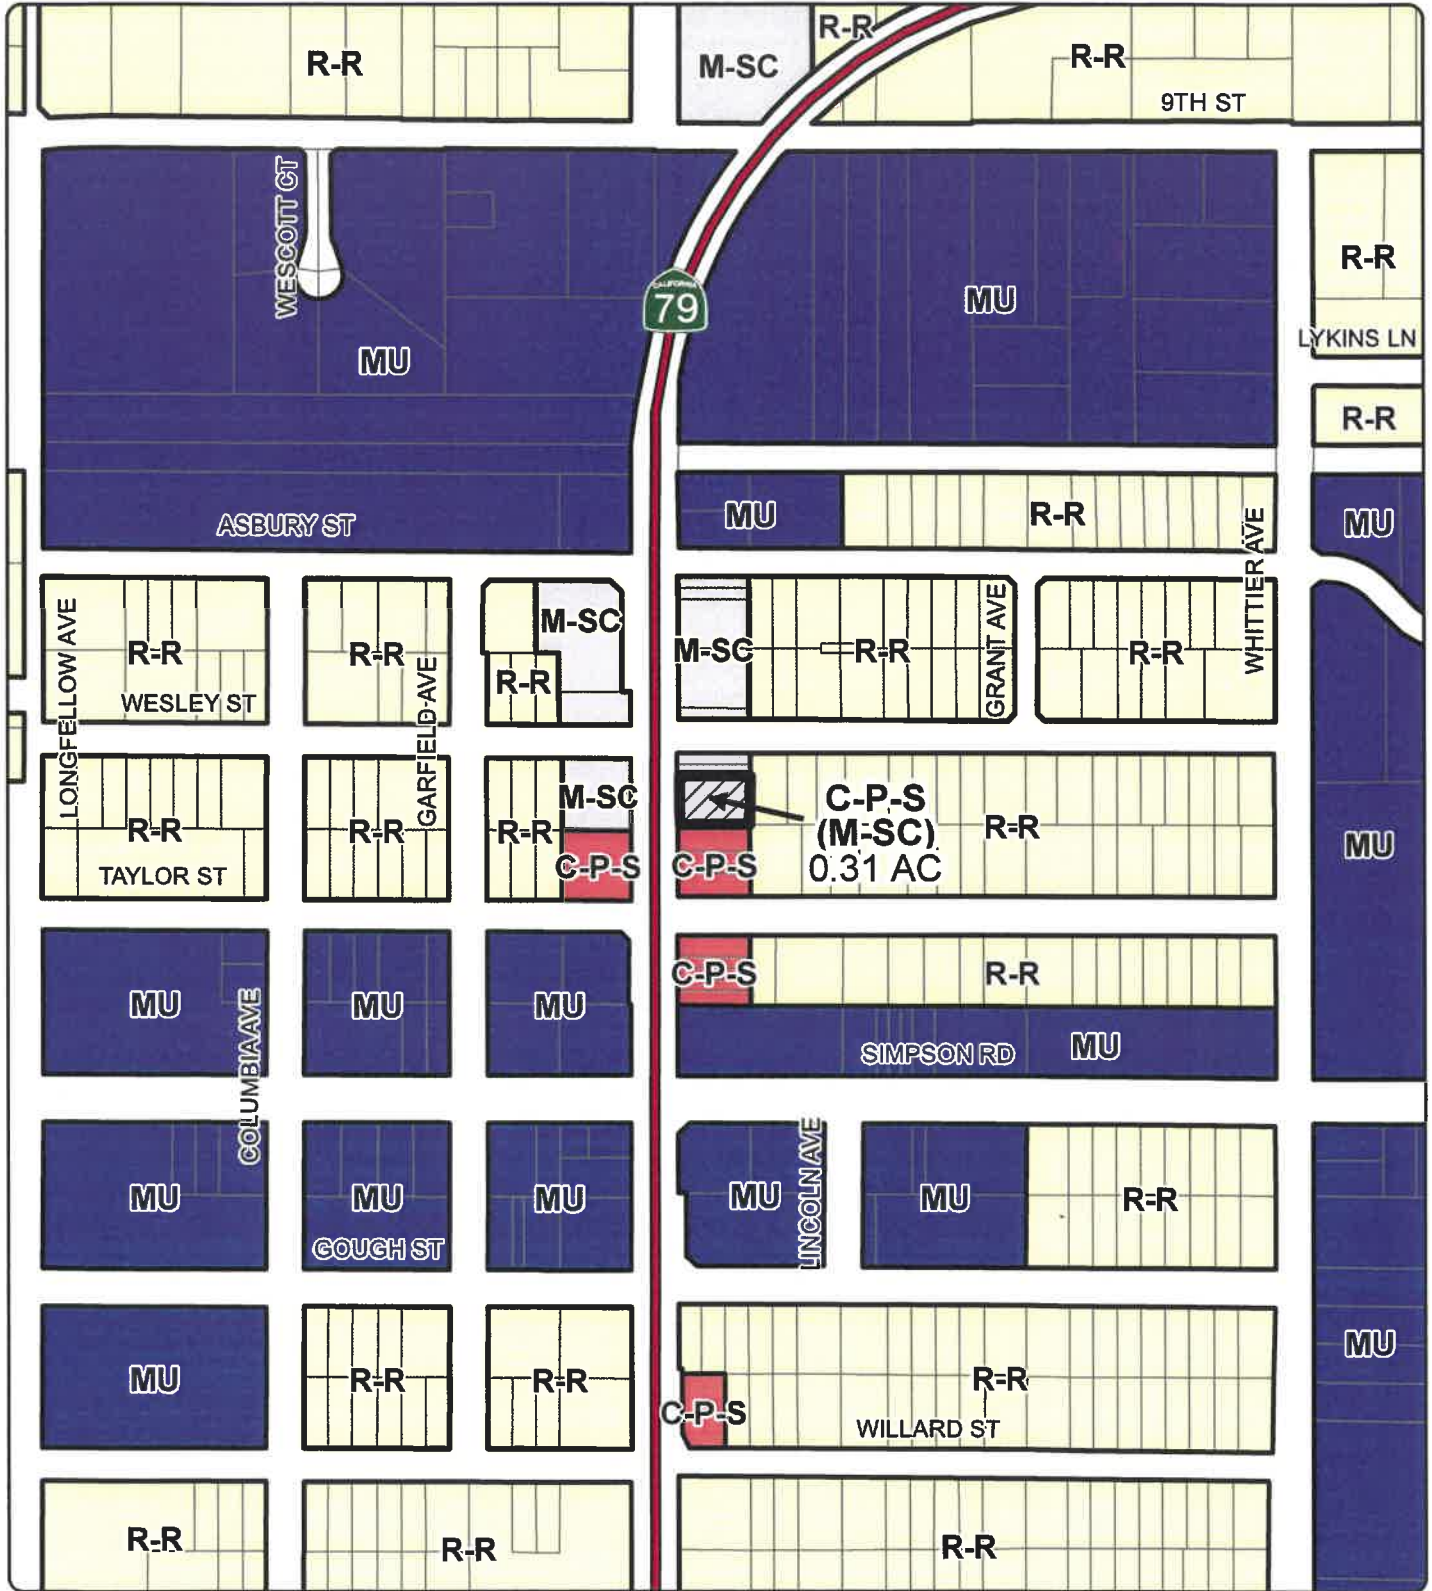 R-R
M-SC
R-R
R-R
9TH ST
WESCOTT CT
MU
CALIFORNIA
79
MU
R-R
LYKINS LN
R-R
ASBURY ST
MU
R-R
WHITTIER AVE
MU
LONGFELLOW AVE
R-R
WESLEY ST
R-R
GARFIELD AVE
R-R
M-SC
M-SC
R-R
GRANT AVE
R-R
R-R
TAYLOR ST
R-R
R-R
M-SC
C-P-S
C-P-S
C-P-S
(M-SC)
0.31 AC
R-R
MU
MU
COLUMBIA AVE
MU
MU
C-P-S
R-R
SIMPSON RD
MU
MU
MU
GOUGH ST
MU
MU
LINCOLN AVE
MU
R-R
MU
MU
R-R
R-R
C-P-S
R-R
WILLARD ST
R-R
R-R
R-R